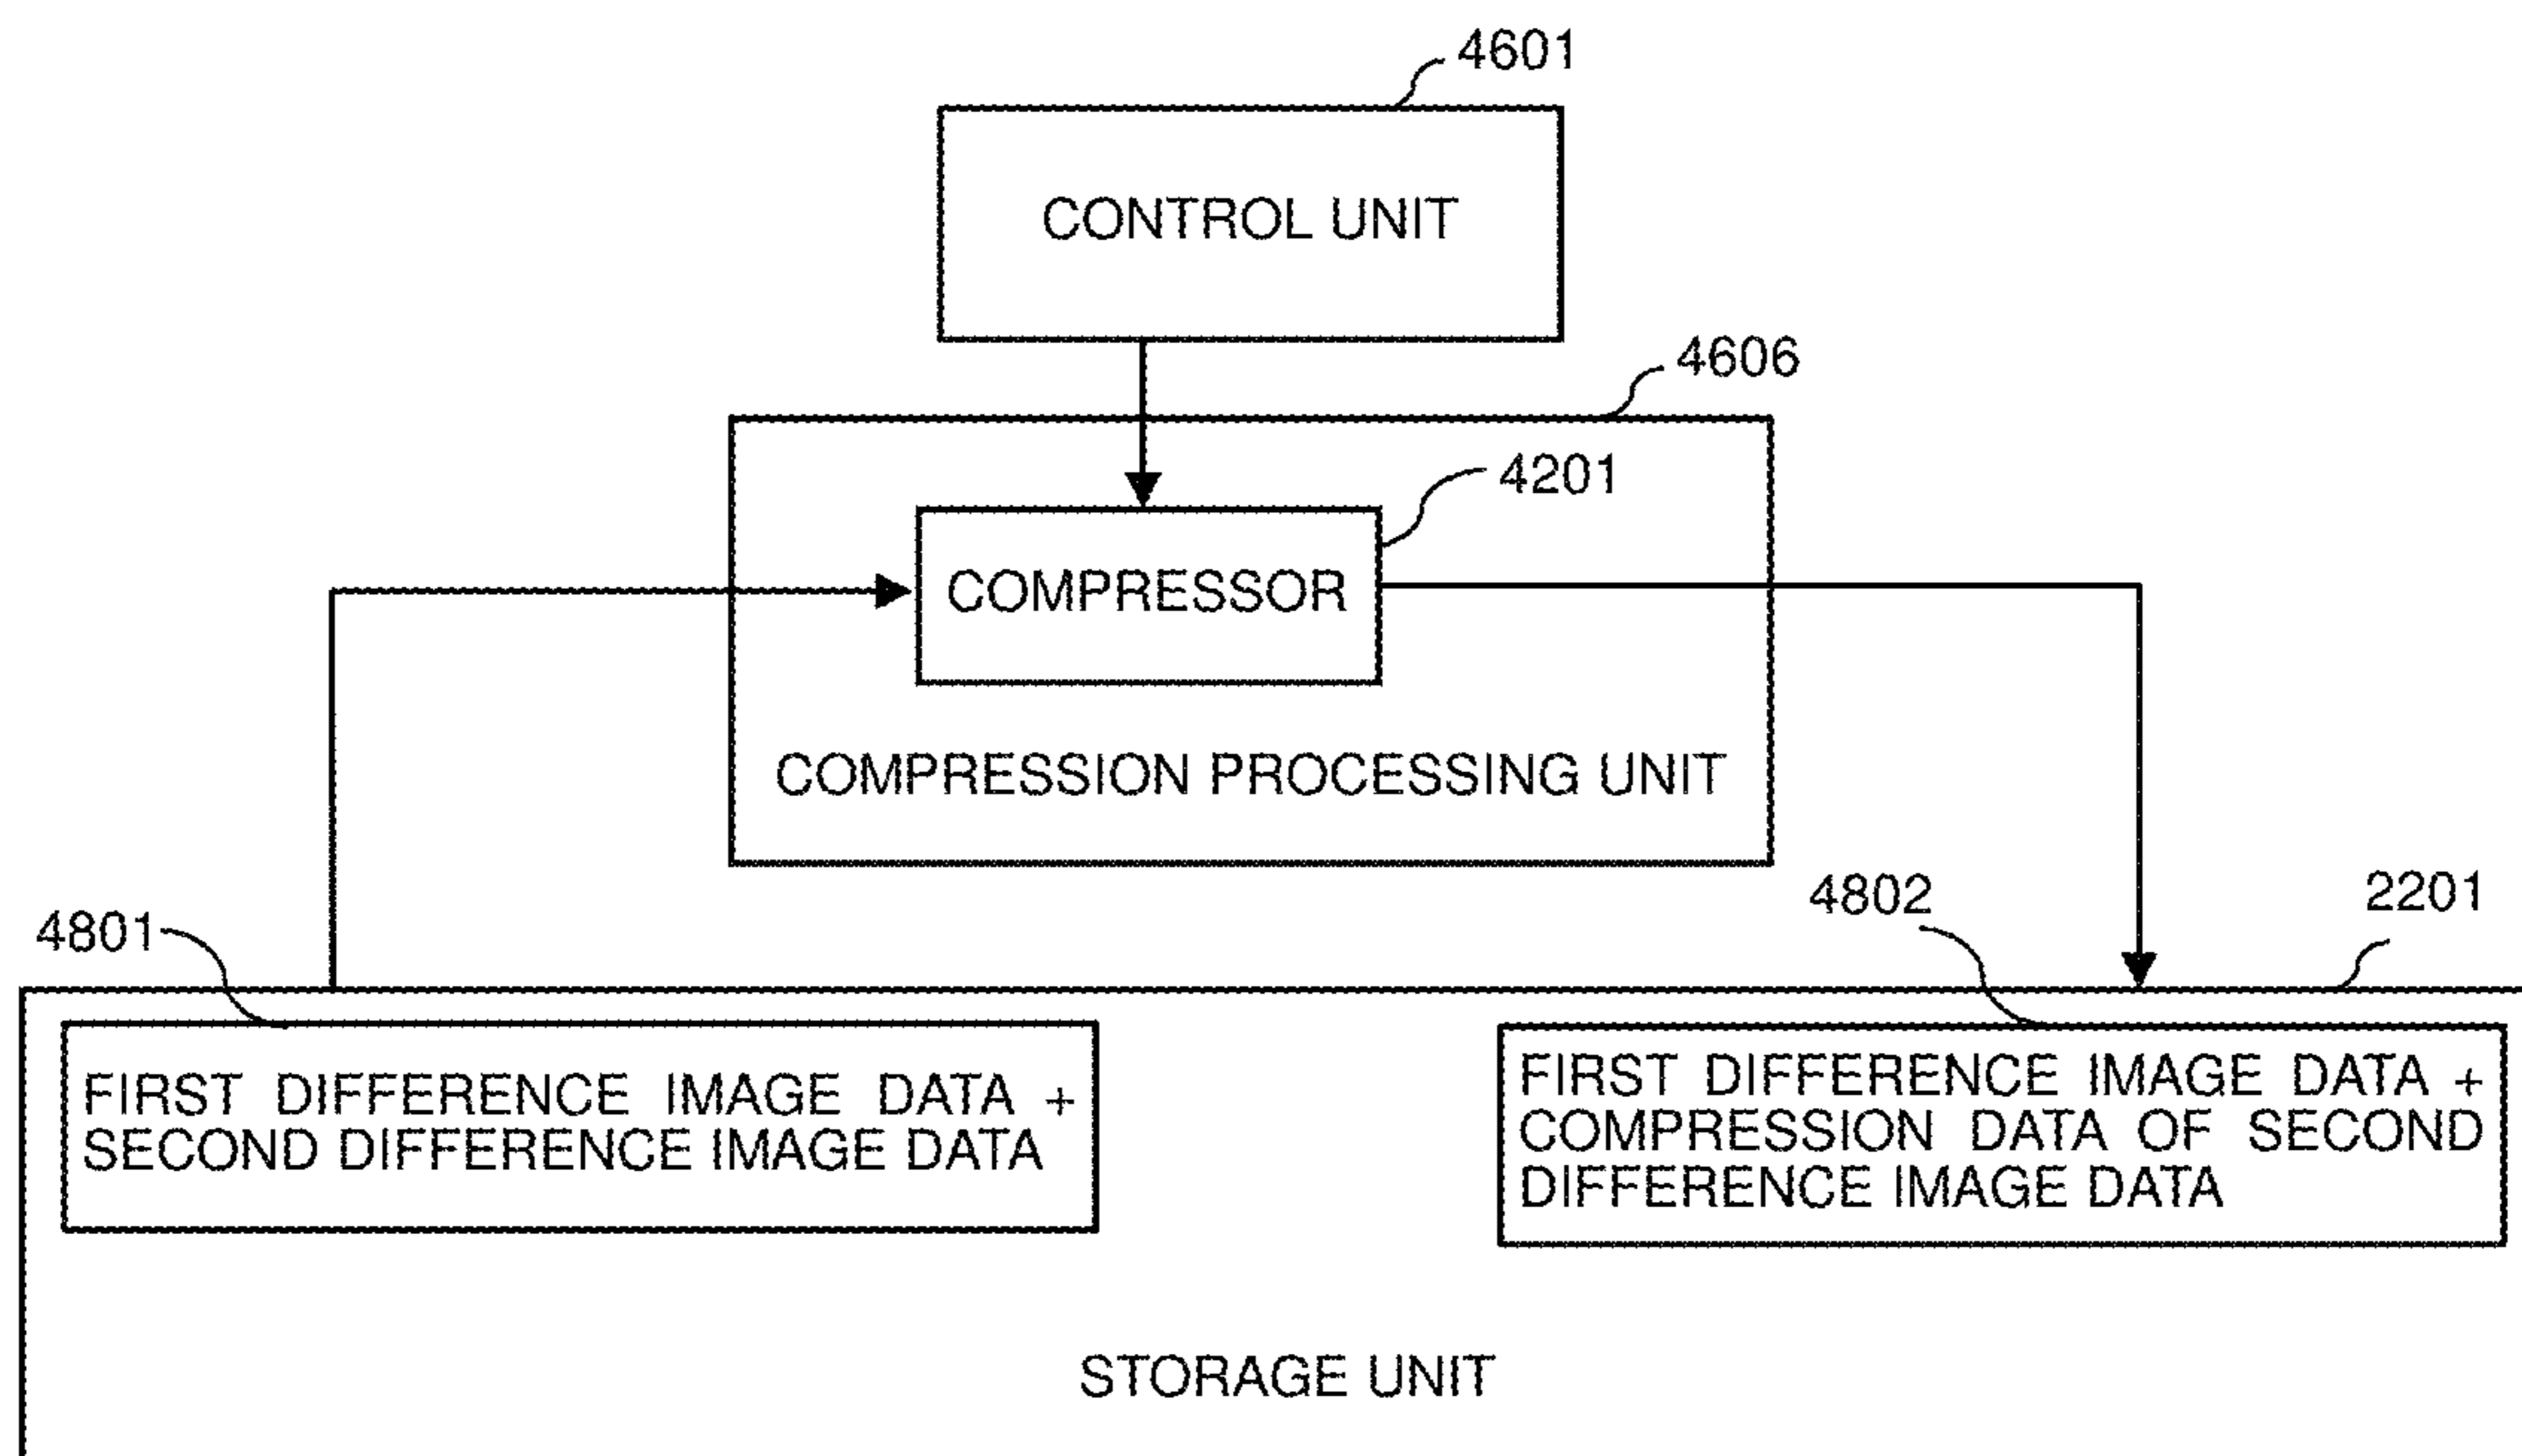 4601
CONTROL UNIT
4606
4201
COMPRESSOR
COMPRESSION PROCESSING UNIT
4801
4802
2201
FIRST DIFFERENCE IMAGE DATA +
SECOND DIFFERENCE IMAGE DATA
FIRST DIFFERENCE IMAGE DATA +
COMPRESSION DATA OF SECOND
DIFFERENCE IMAGE DATA
STORAGE UNIT